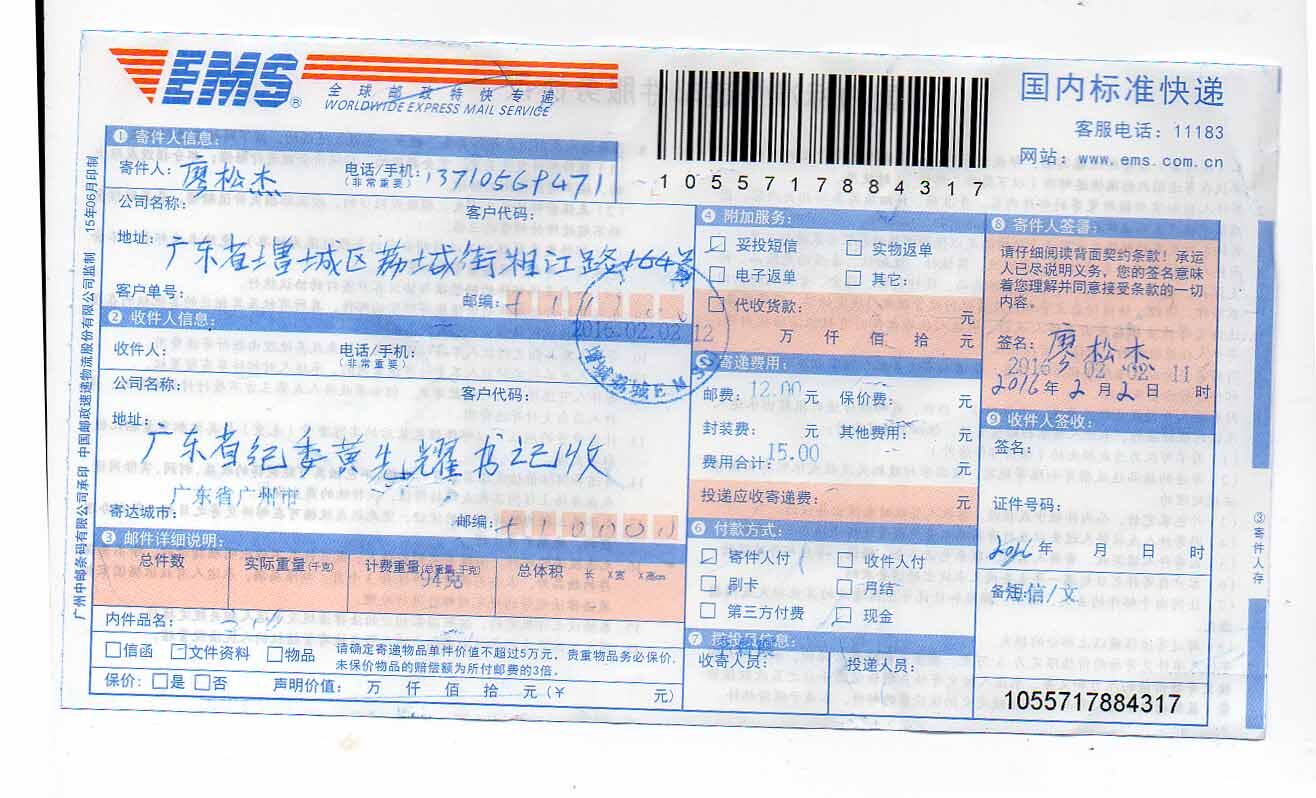 EMS®
全球邮政特快专递
WORLDWIDE EXPRESS MAIL SERVICE
国内标准快递
客服电话：11183
网站：www.ems.com.cn
1055717884317
❶ 寄件人信息：
寄件人：廖松杰 电话/手机：13710569471
（非常重要）
公司名称： 客户代码：
地址：广东省增城区荔城街湘江路164号
客户单号： 邮编：511300
❷ 收件人信息：
收件人： 电话/手机：
（非常重要）
公司名称： 客户代码：
地址：
广东省纪委黄先耀书记收
广东省广州市
寄达城市： 邮编：510000
❸ 邮件详细说明：
总件数 实际重量（千克） 计费重量（总重量：千克） 总体积 长 X宽 X高cm
94克
内件品名：
信函 文件资料 物品
请确定寄递物品单件价值不超过5万元，贵重物品务必保价，
未保价物品的赔偿额为所付邮费的3倍。
保价：是 否 声明价值： 万 仟 佰 拾 元（￥ 元）
❹ 附加服务：
妥投短信 实物返单
电子返单 其它：
代收货款： 元
万 仟 佰 拾 元
2016.02.02 12
❺ 寄递费用：
邮费：12.00 元 保价费： 元
封装费： 元 其他费用： 元
费用合计：15.00 元
投递应收寄递费： 元
❻ 付款方式：
寄件人付 收件人付
刷卡 月结
第三方付费 现金
❼ 揽投员信息：
收寄人员： 投递人员：
❽ 寄件人签署：
请仔细阅读背面契约条款！承运
人已尽说明义务，您的签名意味
着您理解并同意接受条款的一切
内容。
签名：廖松杰
2016 02 02 11
2016年2月2日 时
❾ 收件人签收：
签名：
证件号码：
2016年 月 日 时
备注：短信/文
1055717884317
③寄件人存
15年06月印制
广州中邮条码有限公司承印 中国邮政速递物流股份有限公司监制